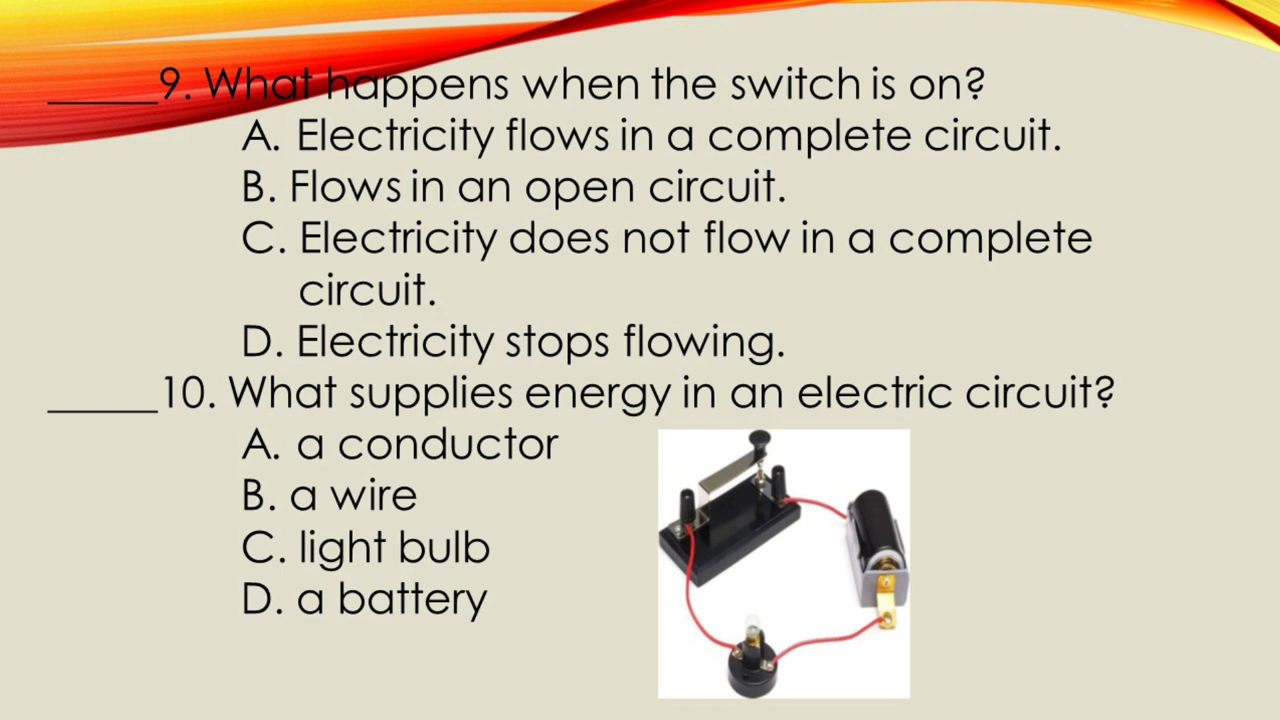 _____9. What happens when the switch is on?
A. Electricity flows in a complete circuit.
B. Flows in an open circuit.
C. Electricity does not flow in a complete
circuit.
D. Electricity stops flowing.
_____10. What supplies energy in an electric circuit?
A. a conductor
B. a wire
C. light bulb
D. a battery